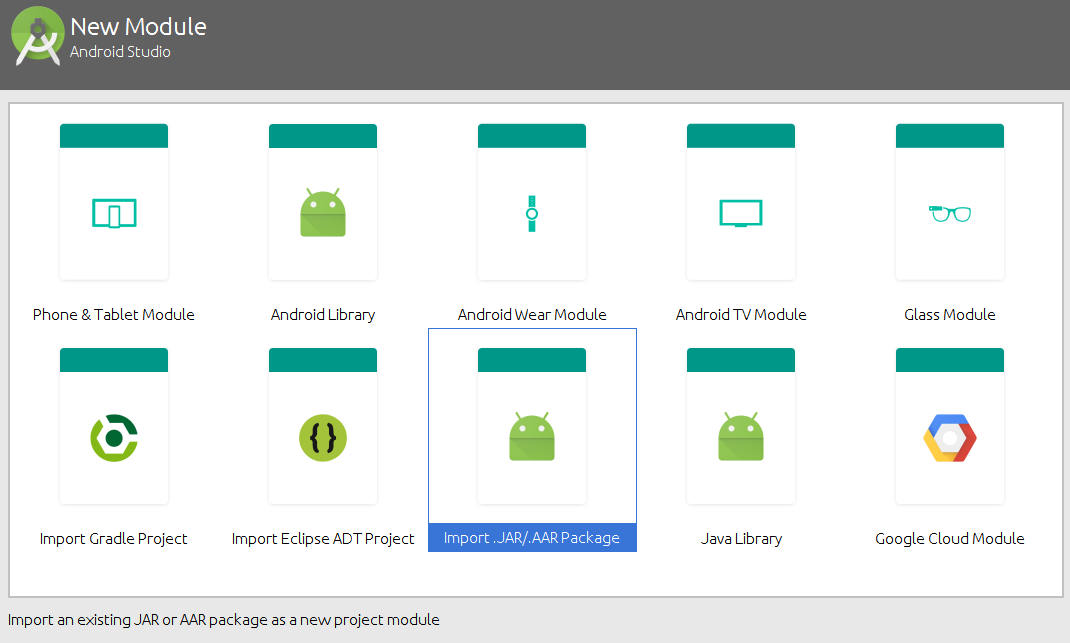 New Module
Android Studio
Phone & Tablet Module
Android Library
Android Wear Module
Android TV Module
Glass Module
Import Gradle Project
Import Eclipse ADT Project
Import .JAR/.AAR Package
Java Library
Google Cloud Module
Import an existing JAR or AAR package as a new project module